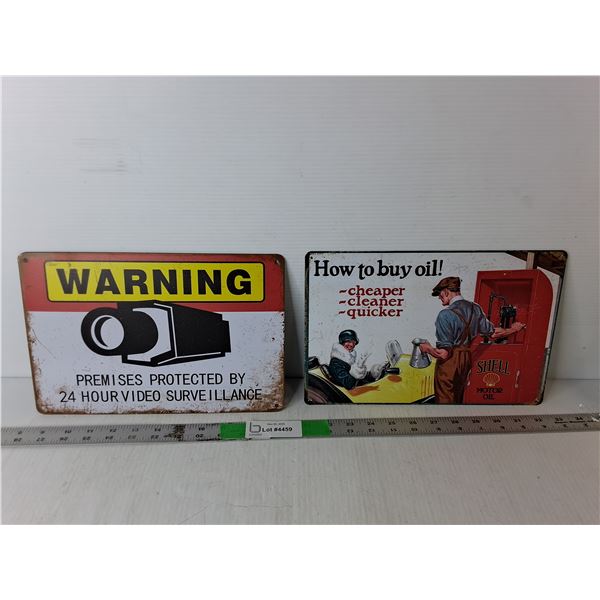 WARNING
PREMISES PROTECTED BY
24 HOUR VIDEO SURVEILLANCE
How to buy oil!
-cheaper
-cleaner
-quicker
SHELL
MOTOR
OIL
Lot #4459